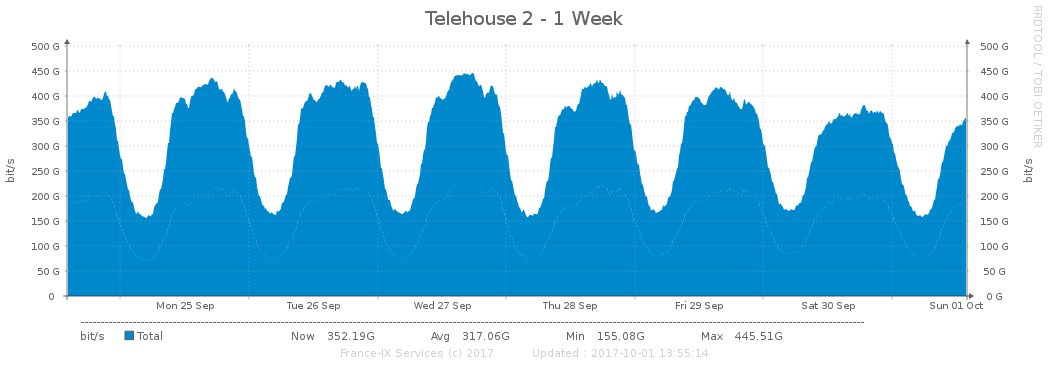 Telehouse 2 - 1 Week
RRDTOOL / TOBI OETIKER
500 G 500 G
450 G 450 G
400 G 400 G
350 G 350 G
300 G 300 G
250 G 250 G
200 G 200 G
150 G 150 G
100 G 100 G
50 G 50 G
0 0 G
bit/s bit/s
Mon 25 Sep Tue 26 Sep Wed 27 Sep Thu 28 Sep Fri 29 Sep Sat 30 Sep Sun 01 Oct
bit/s Total Now 352.19G Avg 317.06G Min 155.08G Max 445.51G
France-IX Services (c) 2017 Updated : 2017-10-01 13:55:14